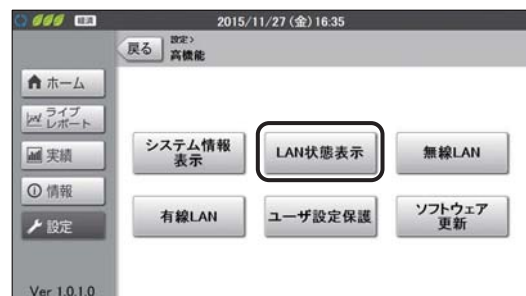 経済
2015/11/27(金)16:35
戻る
設定>
高機能
ホーム
ライブ
レポート
実績
情報
設定
システム情報
表示
LAN状態表示
無線LAN
有線LAN
ユーザ設定保護
ソフトウェア
更新
Ver 1.0.1.0